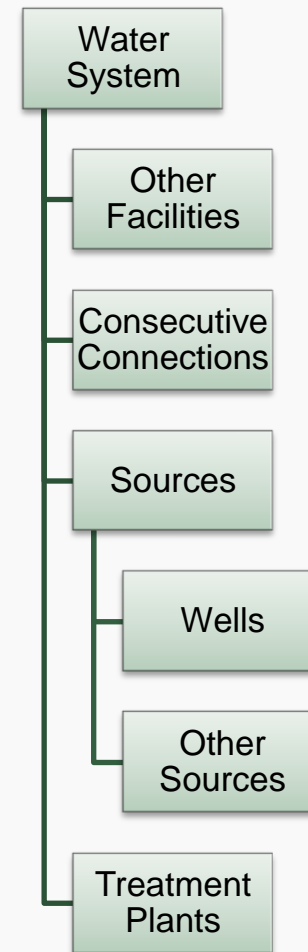 Water
System
Other
Facilities
Consecutive
Connections
Sources
Wells
Other
Sources
Treatment
Plants